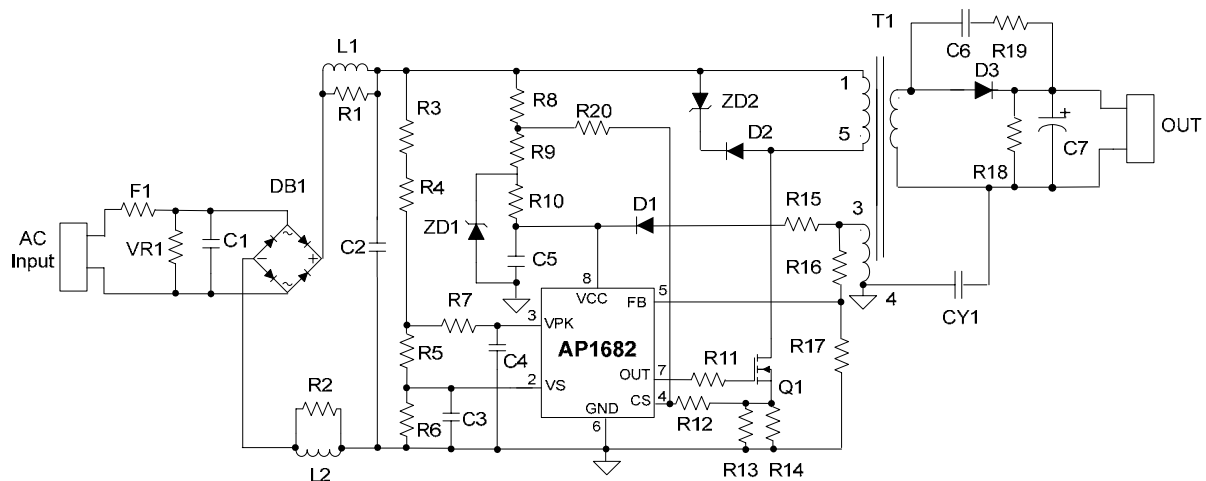 T1
C6
R19
L1
D3
R1
R3
R8
R20
ZD2
1
D2
5
+
C7
OUT
R9
R18
F1
DB1
R4
R10
D1
R15
3
AC
Input
VR1
C1
~
+
~
C2
ZD1
C5
R16
4
CY1
8
VCC
R7
3
VPK
FB
5
AP1682
R17
R5
C4
2
VS
OUT
7
R11
Q1
R2
R6
C3
GND
6
CS
4
R12
L2
R13
R14